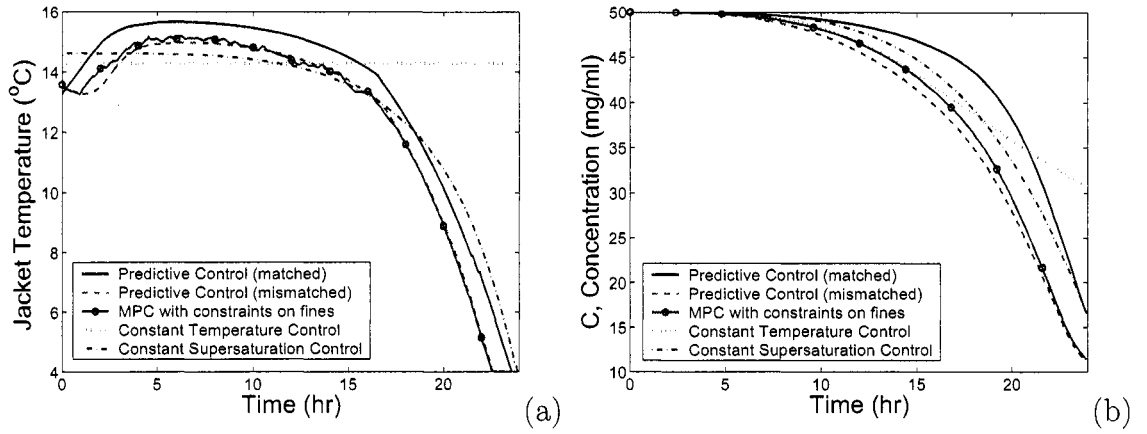 16
14
12
10
8
6
4
Jacket Temperature (°C)
Predictive Control (matched)
Predictive Control (mismatched)
MPC with constraints on fines
Constant Temperature Control
Constant Supersaturation Control
0
5
10
15
20
Time (hr)
(a)
50
45
40
35
30
25
20
15
10
C, Concentration (mg/ml)
Predictive Control (matched)
Predictive Control (mismatched)
MPC with constraints on fines
Constant Temperature Control
Constant Supersaturation Control
0
5
10
15
20
Time (hr)
(b)